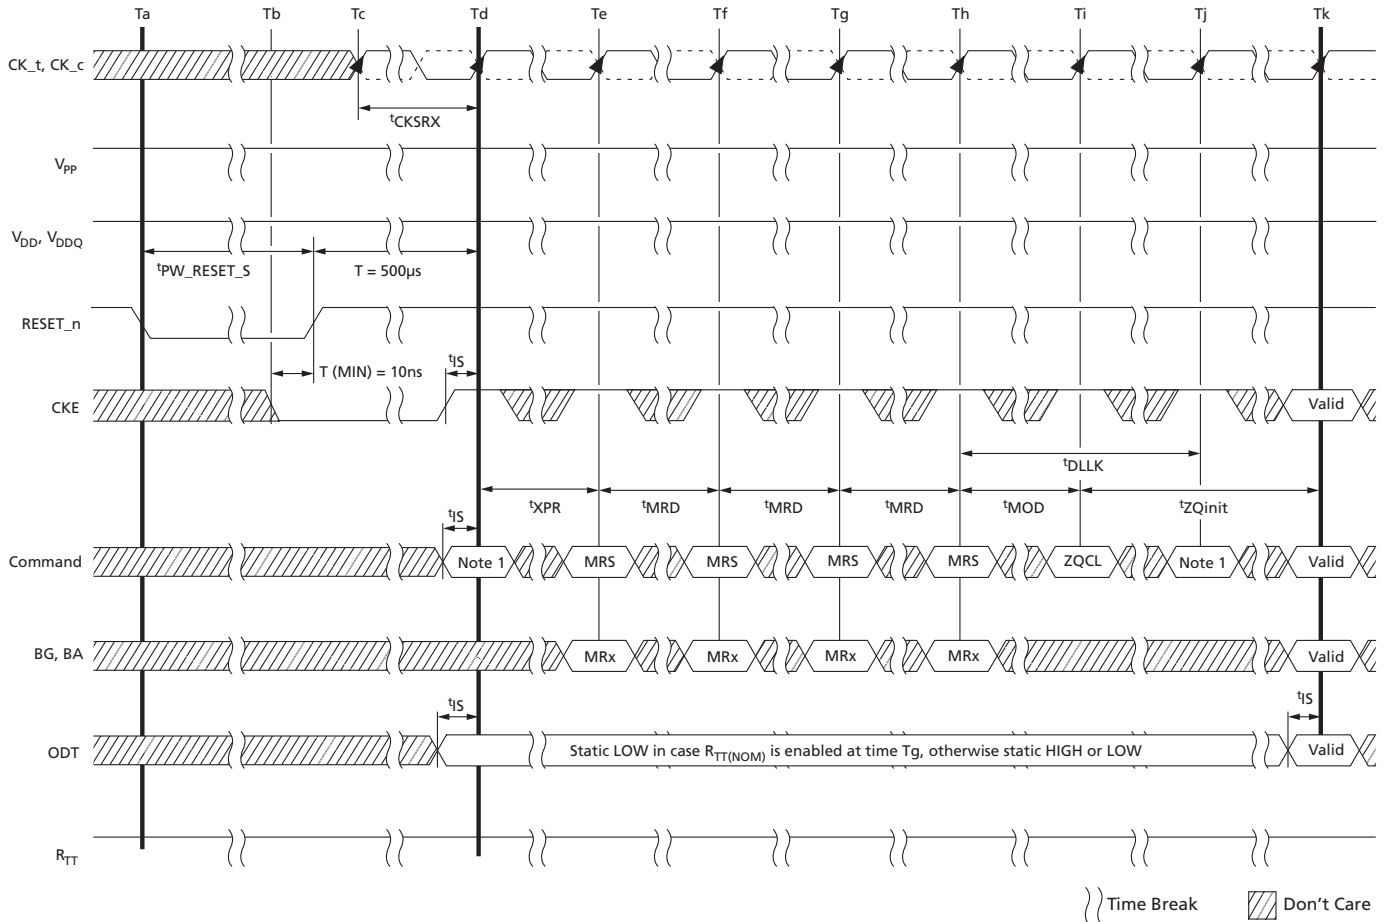 Ta Tb Tc Td Te Tf Tg Th Ti Tj Tk
CK_t, CK_c
tCKSRX
VPP
VDD, VDDQ
tPW_RESET_S T = 500µs
RESET_n
T (MIN) = 10ns tIS
CKE Valid
tDLLK
tXPR tMRD tMRD tMRD tMOD tZQinit
tIS
Command Note 1 MRS MRS MRS MRS ZQCL Note 1 Valid
BG, BA MRx MRx MRx MRx Valid
tIS tIS
ODT Static LOW in case RTT(NOM) is enabled at time Tg, otherwise static HIGH or LOW Valid
RTT
Time Break Don't Care